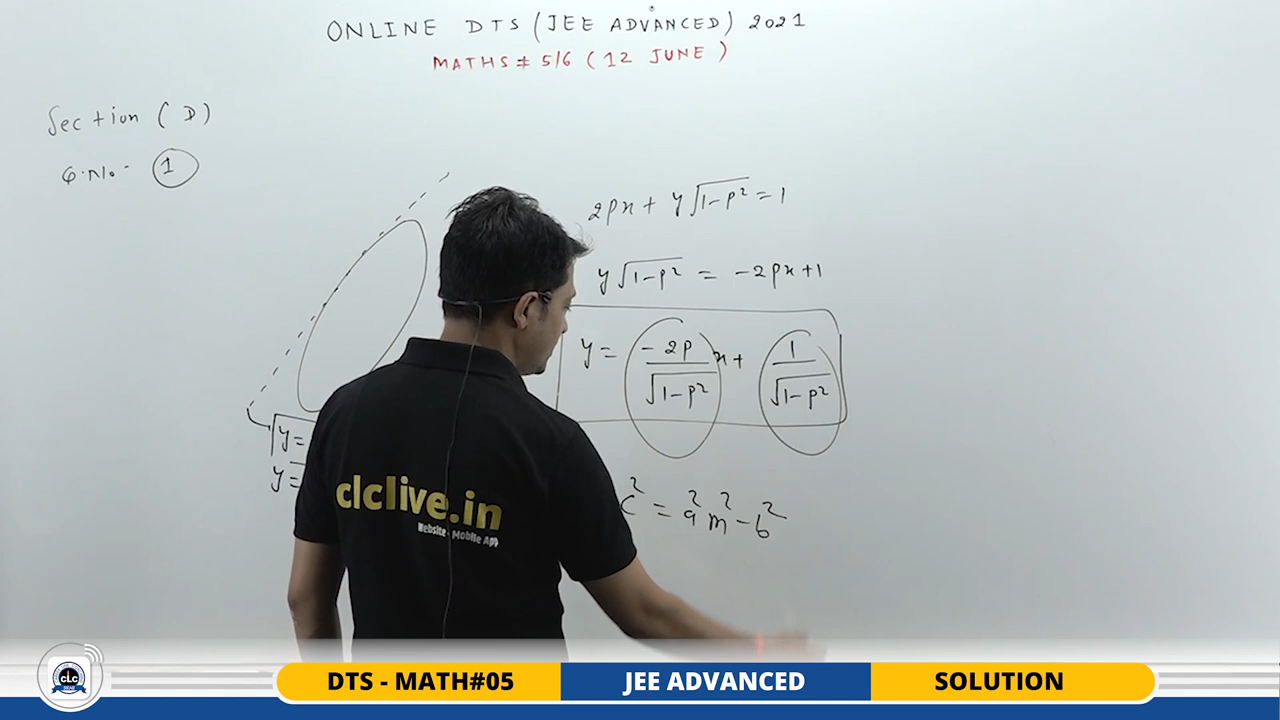 ONLINE DTS (JEE ADVANCED) 2021
MATHS # 5/6 (12 JUNE)
Section (D)
Q.No. 1
2px + y√1-p² = 1
y√1-p² = -2px+1
y = -2p/√1-p² x + 1/√1-p²
y=
y=
c² = a²m² - b²
clclive.in
Website - Mobile App
CLC
SIKAR
DTS - MATH#05
JEE ADVANCED
SOLUTION